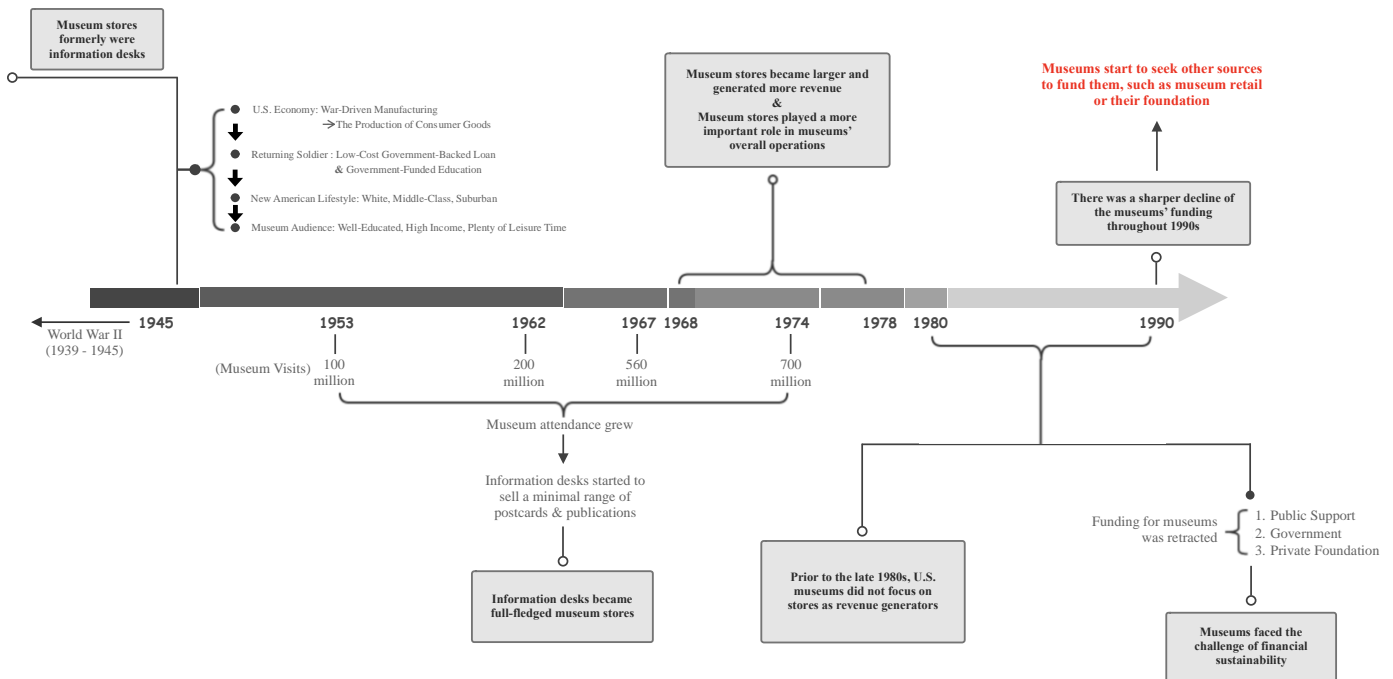 Museum stores
formerly were
information desks
U.S. Economy: War-Driven Manufacturing
→The Production of Consumer Goods
Returning Soldier : Low-Cost Government-Backed Loan
& Government-Funded Education
New American Lifestyle: White, Middle-Class, Suburban
Museum Audience: Well-Educated, High Income, Plenty of Leisure Time
Museum stores became larger and
generated more revenue
&
Museum stores played a more
important role in museums’
overall operations
Museums start to seek other sources
to fund them, such as museum retail
or their foundation
There was a sharper decline of
the museums’ funding
throughout 1990s
1945 1953 1962 1967 1968 1974 1978 1980 1990
World War II
(1939 - 1945)
(Museum Visits)
100
million
200
million
560
million
700
million
Museum attendance grew
Information desks started to
sell a minimal range of
postcards & publications
Information desks became
full-fledged museum stores
Prior to the late 1980s, U.S.
museums did not focus on
stores as revenue generators
Funding for museums
was retracted
1. Public Support
2. Government
3. Private Foundation
Museums faced the
challenge of financial
sustainability